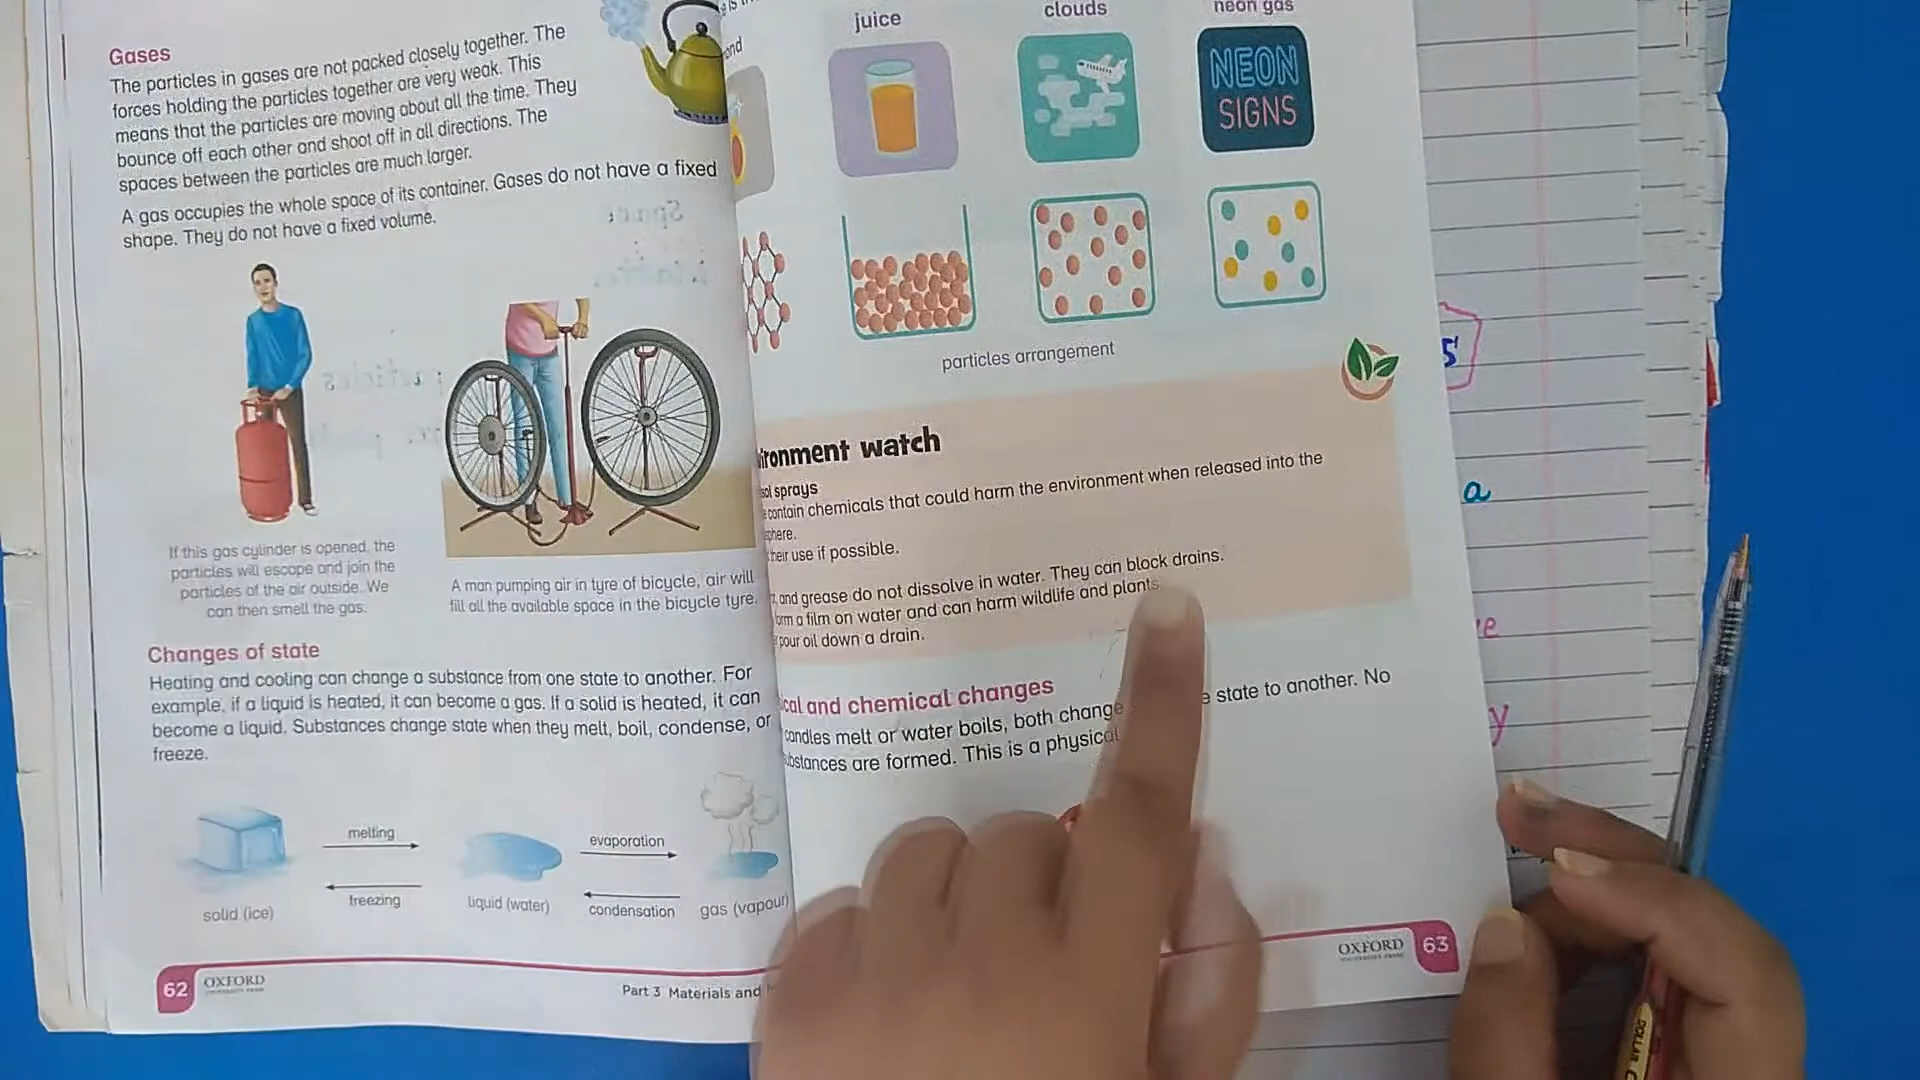 Gases
The particles in gases are not packed closely together. The
forces holding the particles together are very weak. This
means that the particles are moving about all the time. They
bounce off each other and shoot off in all directions. The
spaces between the particles are much larger.
A gas occupies the whole space of its container. Gases do not have a fixed
shape. They do not have a fixed volume.
If this gas cylinder is opened, the
particles will escape and join the
particles of the air outside. We
can then smell the gas.
A man pumping air in tyre of bicycle, air will
fill all the available space in the bicycle tyre.
Changes of state
Heating and cooling can change a substance from one state to another. For
example, if a liquid is heated, it can become a gas. If a solid is heated, it can
become a liquid. Substances change state when they melt, boil, condense, or
freeze.
melting
evaporation
freezing
condensation
solid (ice)
liquid (water)
gas (vapour)
62
OXFORD
Part 3 Materials and
juice
clouds
neon gas
NEON
SIGNS
particles arrangement
ironment watch
sol sprays
contain chemicals that could harm the environment when released into the
sphere.
their use if possible.
and grease do not dissolve in water. They can block drains.
orm a film on water and can harm wildlife and plants
pour oil down a drain.
ical and chemical changes
candles melt or water boils, both change state to another. No
ubstances are formed. This is a physical
OXFORD
63
5
a
y
DOLLAR